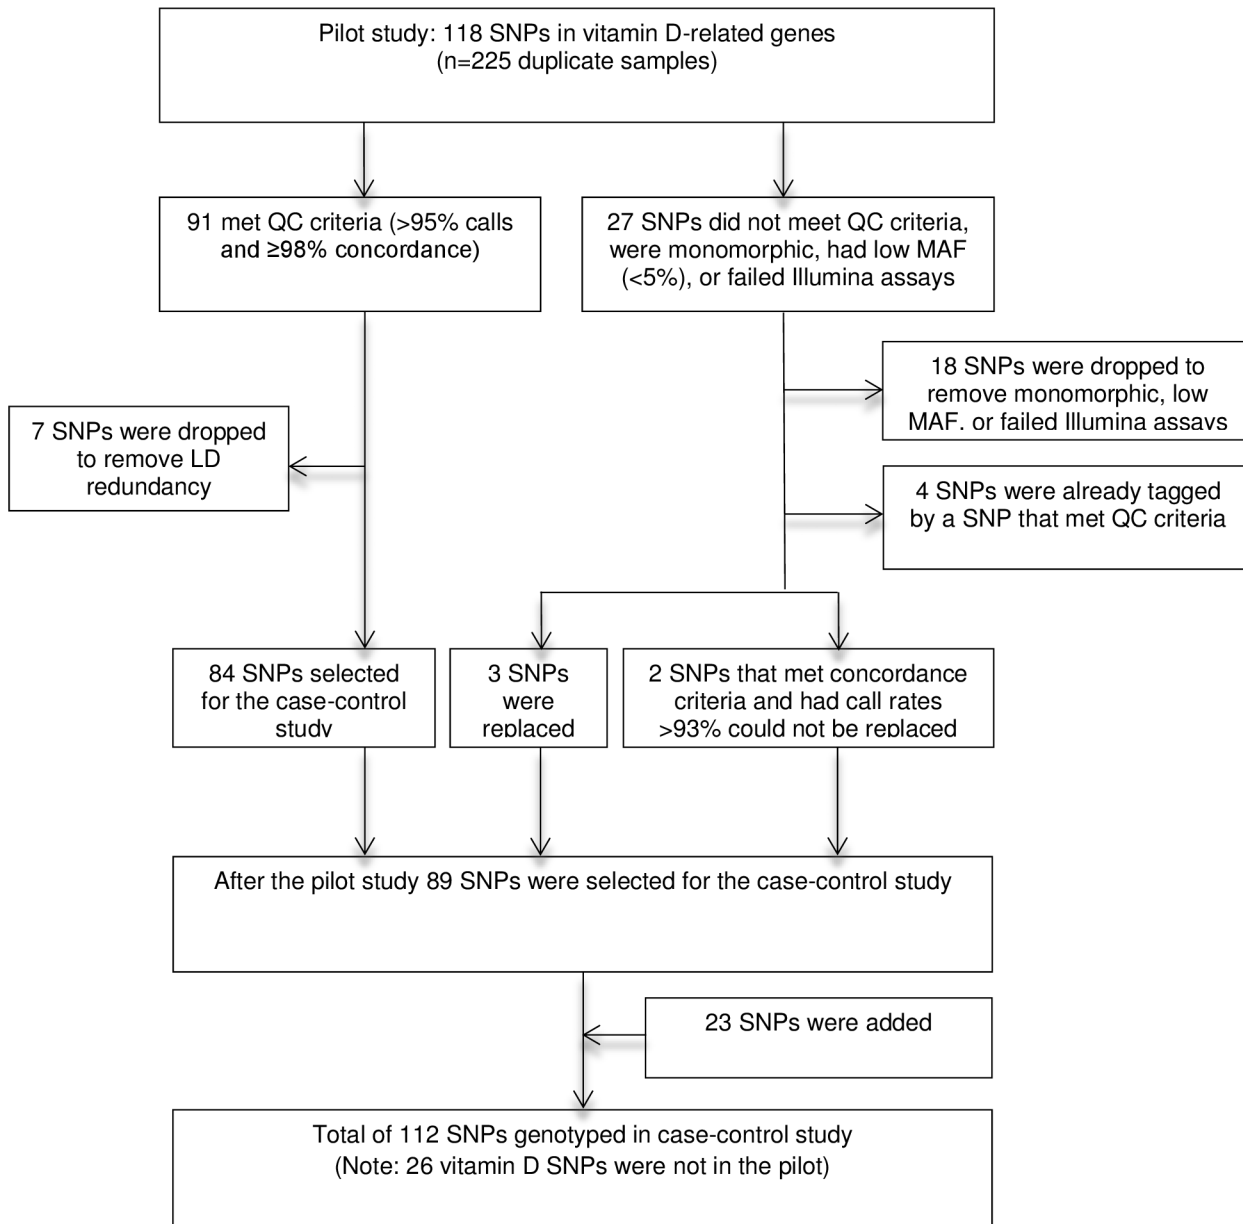 Pilot study: 118 SNPs in vitamin D-related genes
(n=225 duplicate samples)
91 met QC criteria (>95% calls
and ≥98% concordance)
27 SNPs did not meet QC criteria,
were monomorphic, had low MAF
(<5%), or failed Illumina assays
18 SNPs were dropped to
remove monomorphic, low
MAF. or failed Illumina assays
7 SNPs were dropped
to remove LD
redundancy
4 SNPs were already tagged
by a SNP that met QC criteria
84 SNPs selected
for the case-control
study
3 SNPs
were
replaced
2 SNPs that met concordance
criteria and had call rates
>93% could not be replaced
After the pilot study 89 SNPs were selected for the case-control study
23 SNPs were added
Total of 112 SNPs genotyped in case-control study
(Note: 26 vitamin D SNPs were not in the pilot)